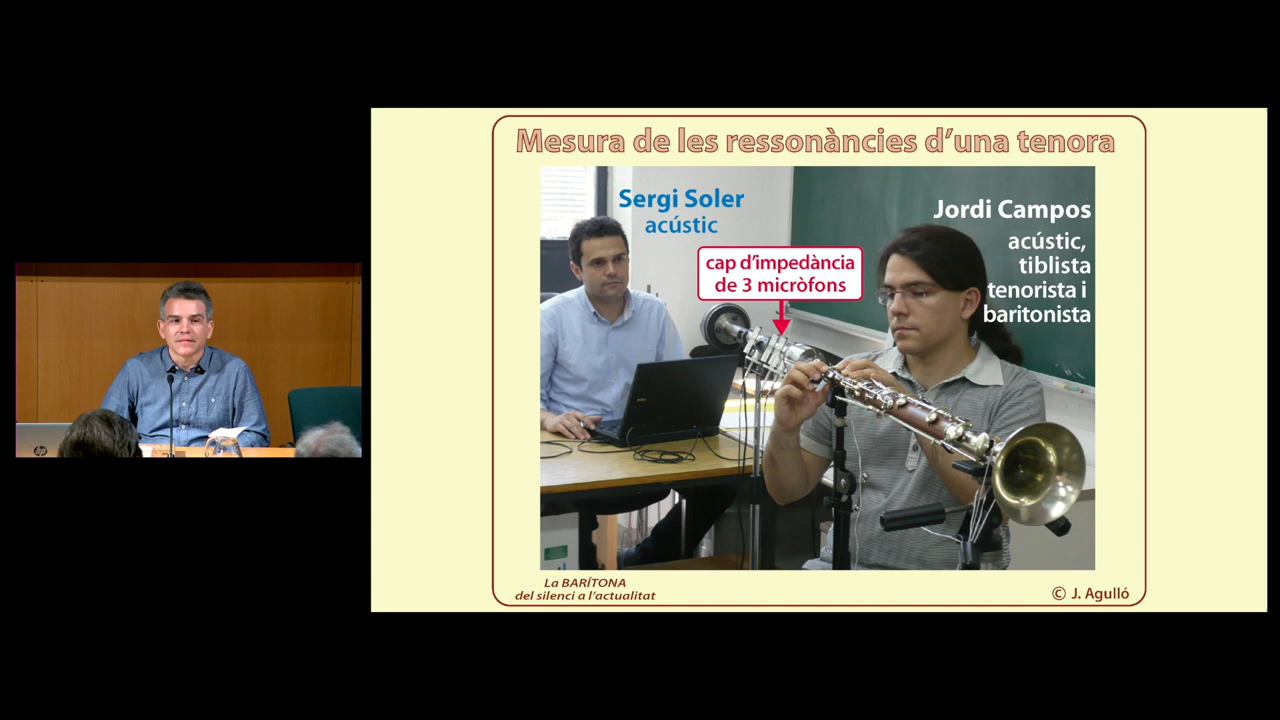 Mesura de les ressonàncies d'una tenora
Sergi Soler
acústic
Jordi Campos
acústic,
tiblista
tenorista i
baritonista
cap d'impedància
de 3 micròfons
La BARÍTONA
del silenci a l'actualitat
© J. Agulló
hp